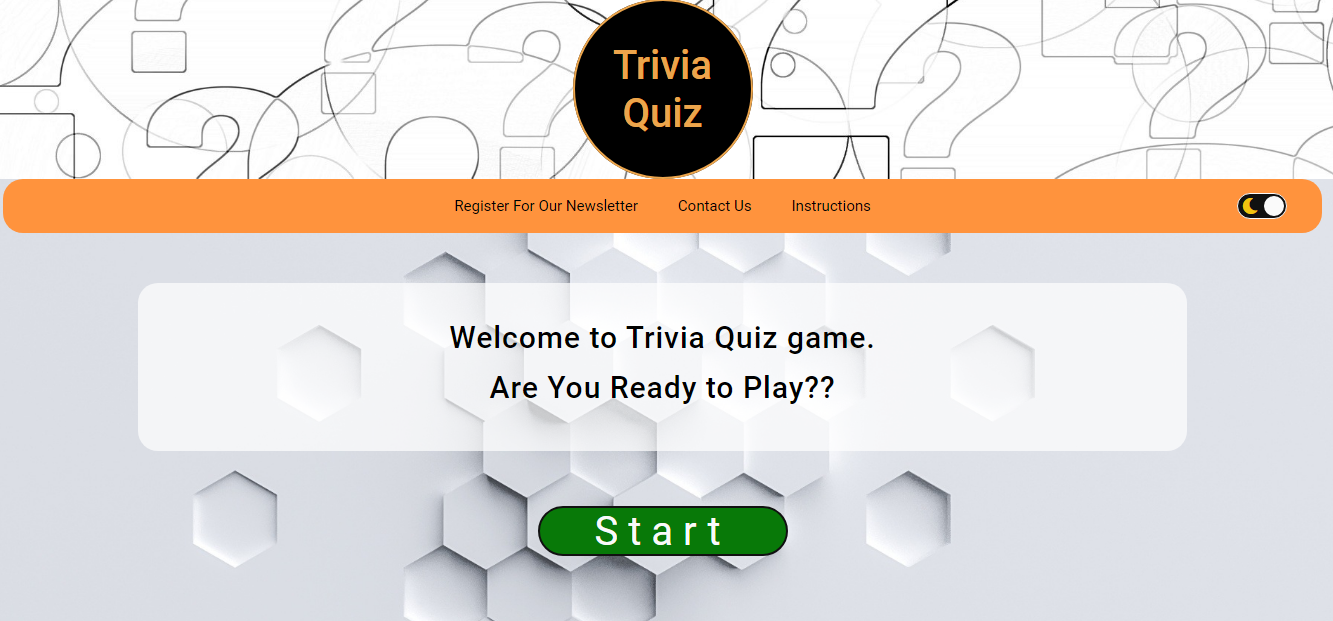 Trivia
Quiz
Register For Our Newsletter Contact Us Instructions
Welcome to Trivia Quiz game.
Are You Ready to Play??
Start